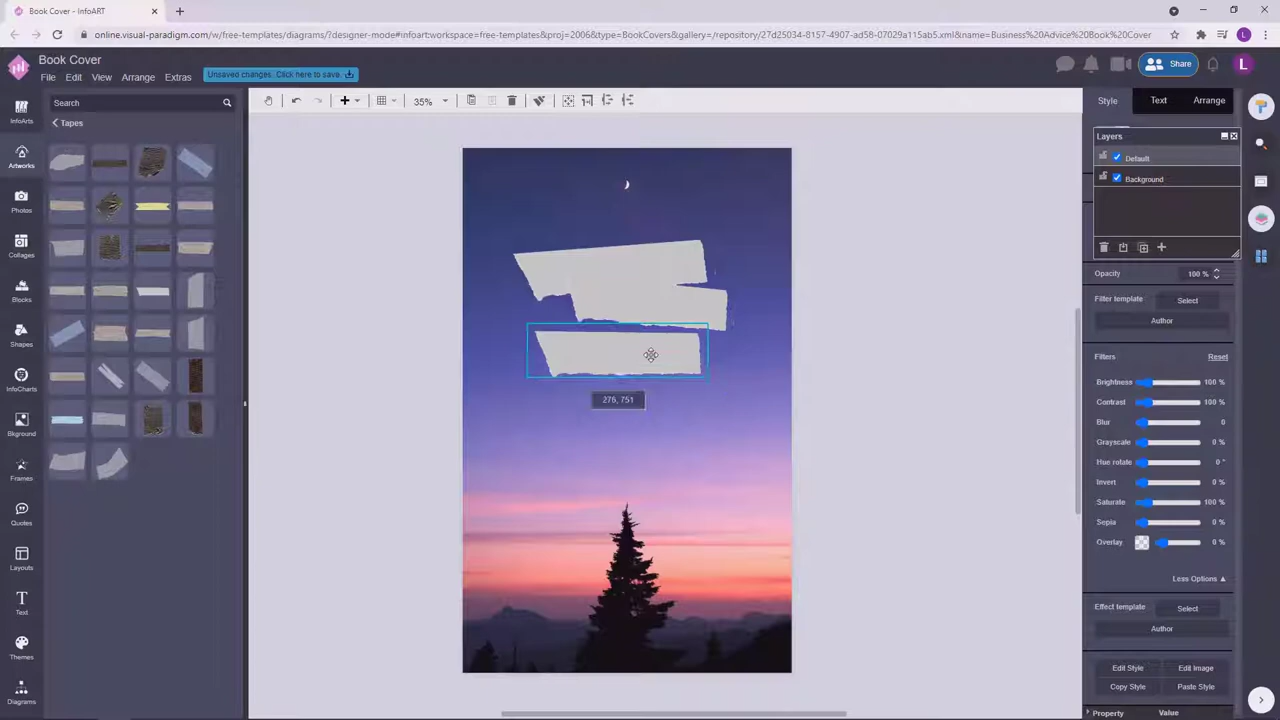 Book Cover - InfoART
online.visual-paradigm.com/w/free-templates/diagrams/?designer-mode#infoart:workspace=free-templates&proj=2006&type=BookCovers&gallery=/repository/27d25034-8157-4907-ad58-07029a115ab5.xml&name=Business%20Advice%20Book%20Cover
Book Cover
File Edit View Arrange Extras
Unsaved changes. Click here to save.
Share
L
InfoArts
Artworks
Photos
Collages
Blocks
Shapes
InfoCharts
Bkground
Frames
Quotes
Layouts
Text
Themes
Diagrams
Search
Tapes
35%
276, 751
Style Text Arrange
Layers
Default
Background
Opacity 100 %
Filter template Select
Author
Filters Reset
Brightness 100 %
Contrast 100 %
Blur 0
Grayscale 0 %
Hue rotate 0 °
Invert 0 %
Saturate 100 %
Sepia 0 %
Overlay 0 %
Less Options
Effect template Select
Author
Edit Style Edit Image
Copy Style Paste Style
Property Value